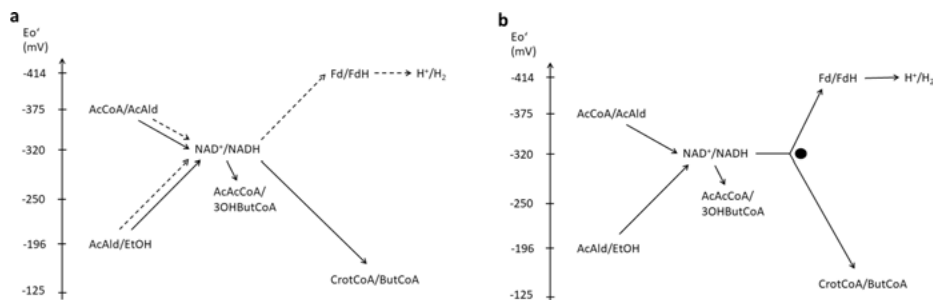 a
Eo'
(mV)
-414
-375
-320
-250
-196
-125
Fd/FdH
H⁺/H₂
AcCoA/AcAld
NAD⁺/NADH
AcAcCoA/
3OHButCoA
AcAld/EtOH
CrotCoA/ButCoA
b
Eo'
(mV)
-414
-375
-320
-250
-196
-125
Fd/FdH
H⁺/H₂
AcCoA/AcAld
NAD⁺/NADH
AcAcCoA/
3OHButCoA
AcAld/EtOH
CrotCoA/ButCoA